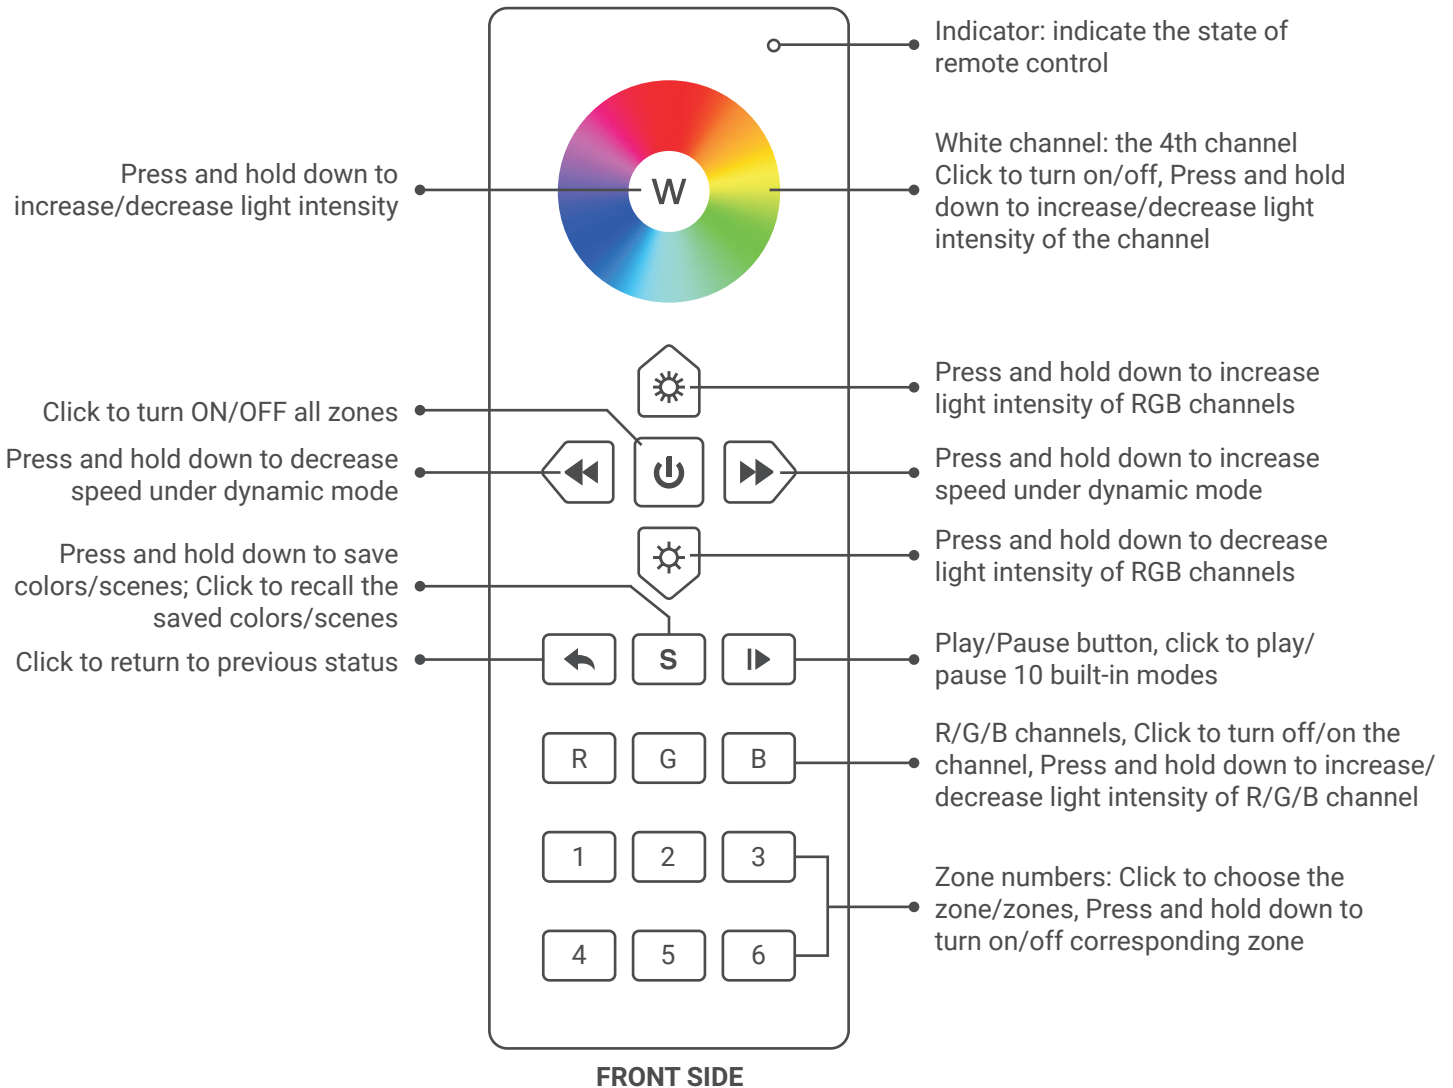 Indicator: indicate the state of
remote control
Press and hold down to
increase/decrease light intensity
W
White channel: the 4th channel
Click to turn on/off, Press and hold
down to increase/decrease light
intensity of the channel
Press and hold down to increase
light intensity of RGB channels
Click to turn ON/OFF all zones
Press and hold down to decrease
speed under dynamic mode
Press and hold down to increase
speed under dynamic mode
Press and hold down to decrease
light intensity of RGB channels
Press and hold down to save
colors/scenes; Click to recall the
saved colors/scenes
Click to return to previous status
S
Play/Pause button, click to play/
pause 10 built-in modes
R G B
R/G/B channels, Click to turn off/on the
channel, Press and hold down to increase/
decrease light intensity of R/G/B channel
1 2 3
4 5 6
Zone numbers: Click to choose the
zone/zones, Press and hold down to
turn on/off corresponding zone
FRONT SIDE